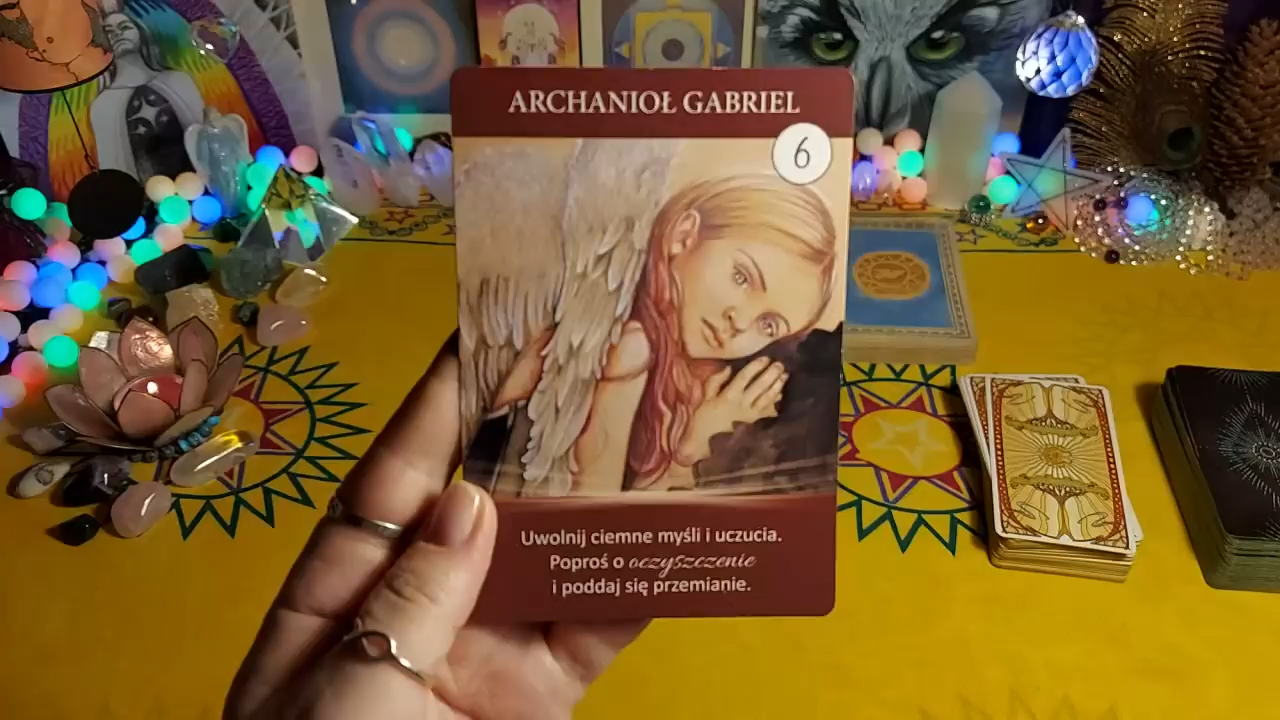 ARCHANIOŁ GABRIEL
6
Uwolnij ciemne myśli i uczucia.
Poproś o oczyszczenie
i poddaj się przemianie.